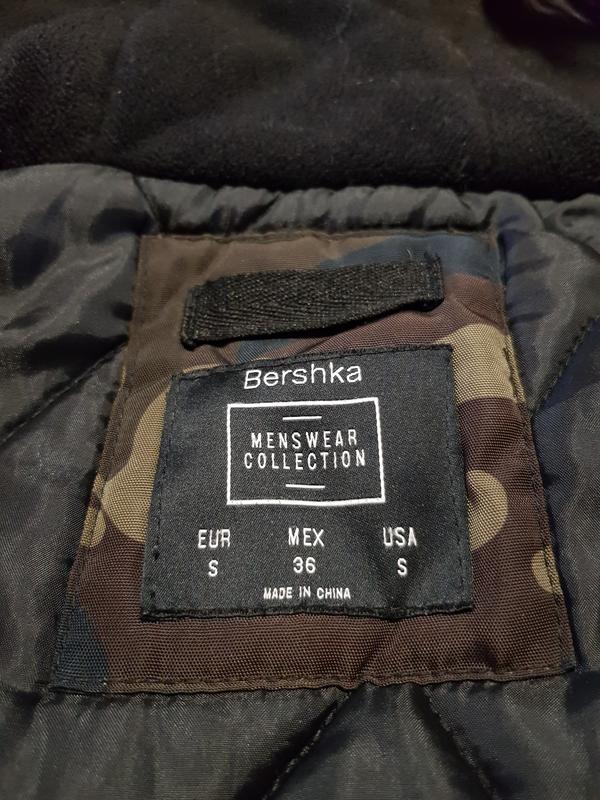 Bershka
MENSWEAR
COLLECTION
EUR MEX USA
S 36 S
MADE IN CHINA